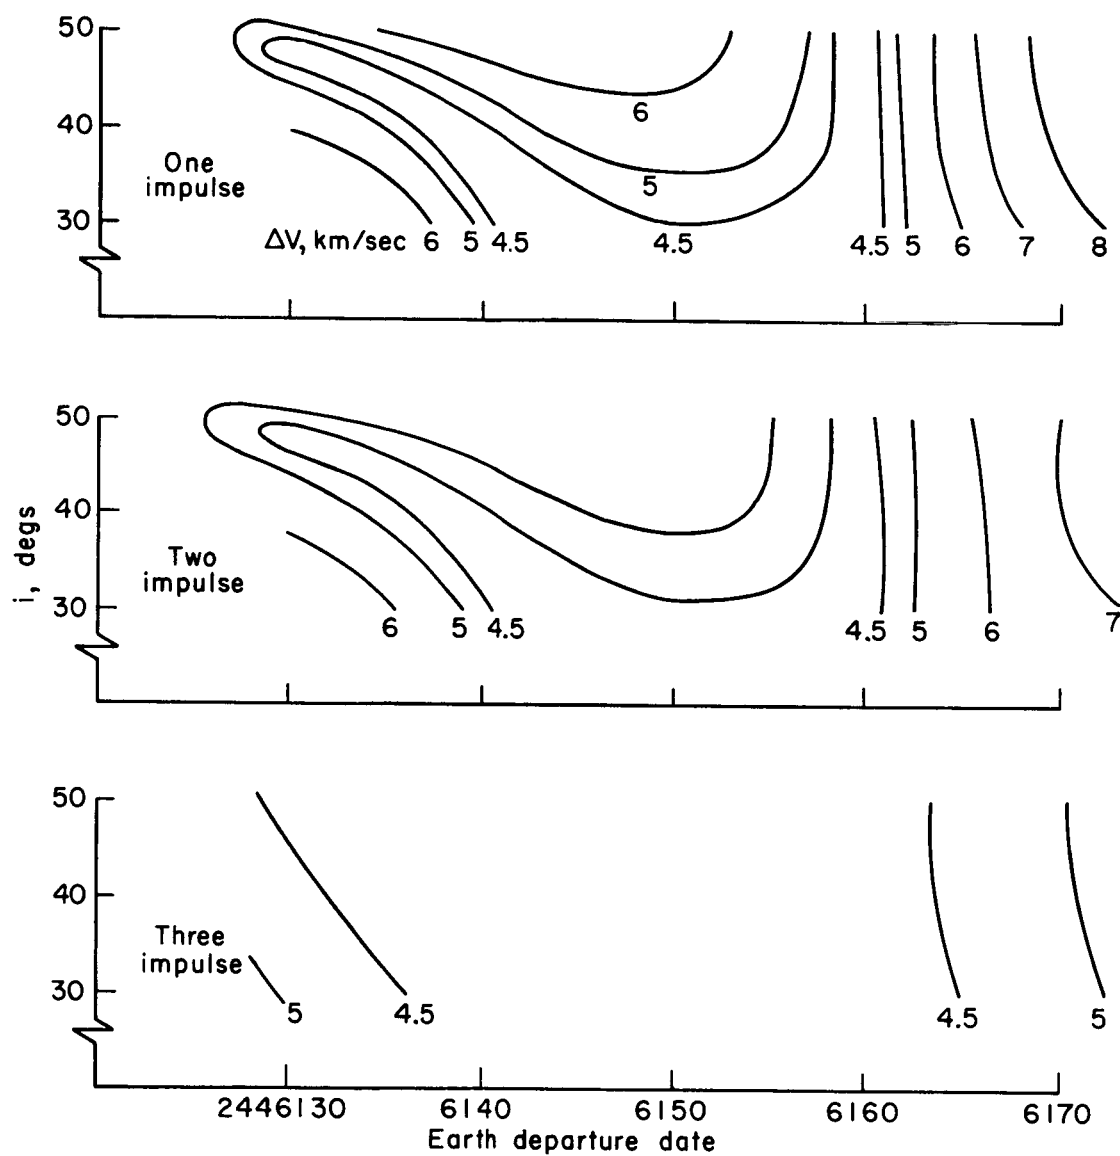 50
40
30
One
impulse
6
5
4.5
ΔV, km/sec 6 5 4.5 4.5 5 6 7 8
50
40
30
i, degs
Two
impulse
6 5 4.5 4.5 5 6 7
50
40
30
Three
impulse
5 4.5 4.5 5
2446130 6140 6150 6160 6170
Earth departure date